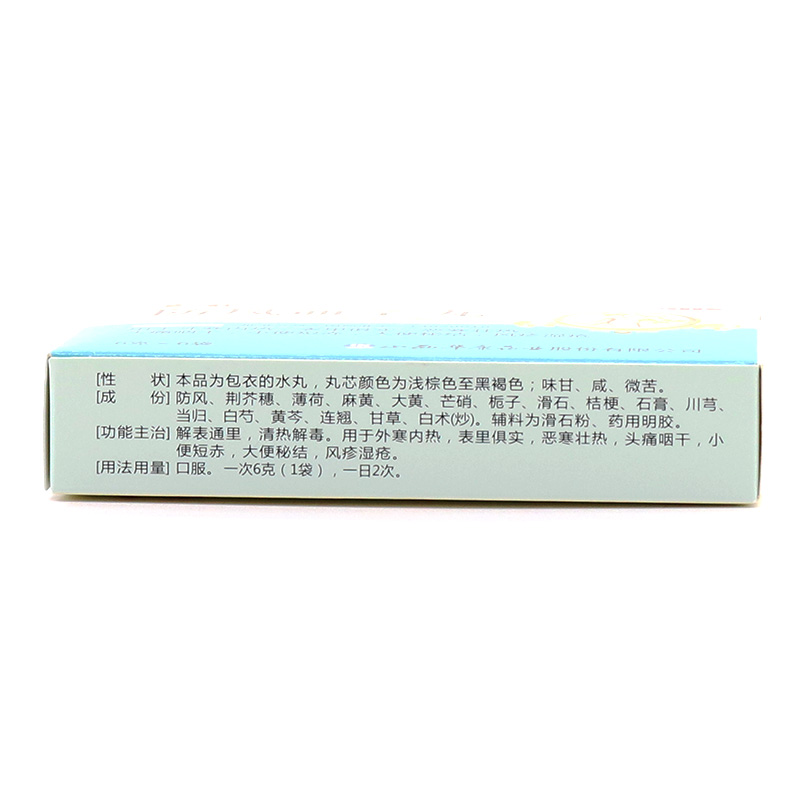 [性　　状] 本品为包衣的水丸，丸芯颜色为浅棕色至黑褐色；味甘、咸、微苦。
[成　　份] 防风、荆芥穗、薄荷、麻黄、大黄、芒硝、栀子、滑石、桔梗、石膏、川芎、
当归、白芍、黄芩、连翘、甘草、白术(炒)。辅料为滑石粉、药用明胶。
[功能主治] 解表通里，清热解毒。用于外寒内热，表里俱实，恶寒壮热，头痛咽干，小
便短赤，大便秘结，风疹湿疮。
[用法用量] 口服。一次6克（1袋），一日2次。